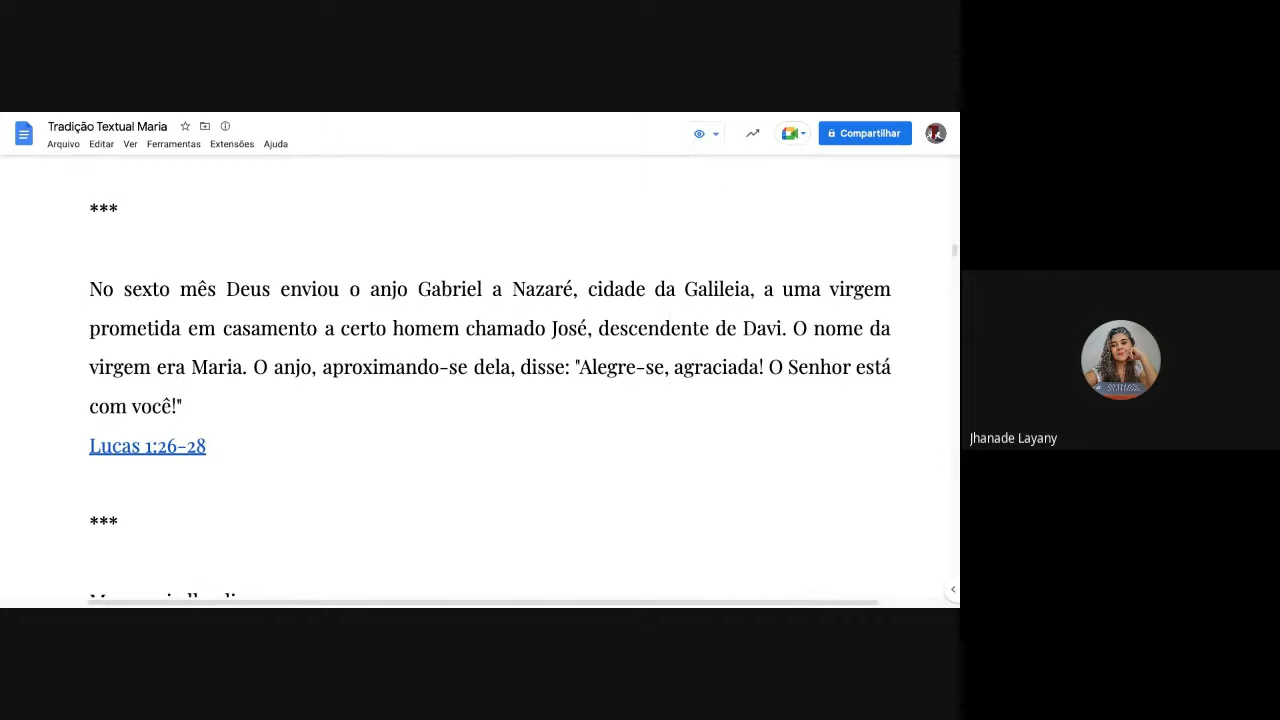 Tradição Textual Maria
Arquivo Editar Ver Ferramentas Extensões Ajuda
Compartilhar
***
No sexto mês Deus enviou o anjo Gabriel a Nazaré, cidade da Galileia, a uma virgem
prometida em casamento a certo homem chamado José, descendente de Davi. O nome da
virgem era Maria. O anjo, aproximando-se dela, disse: "Alegre-se, agraciada! O Senhor está
com você!"
Lucas 1:26-28
***
Jhanade Layany